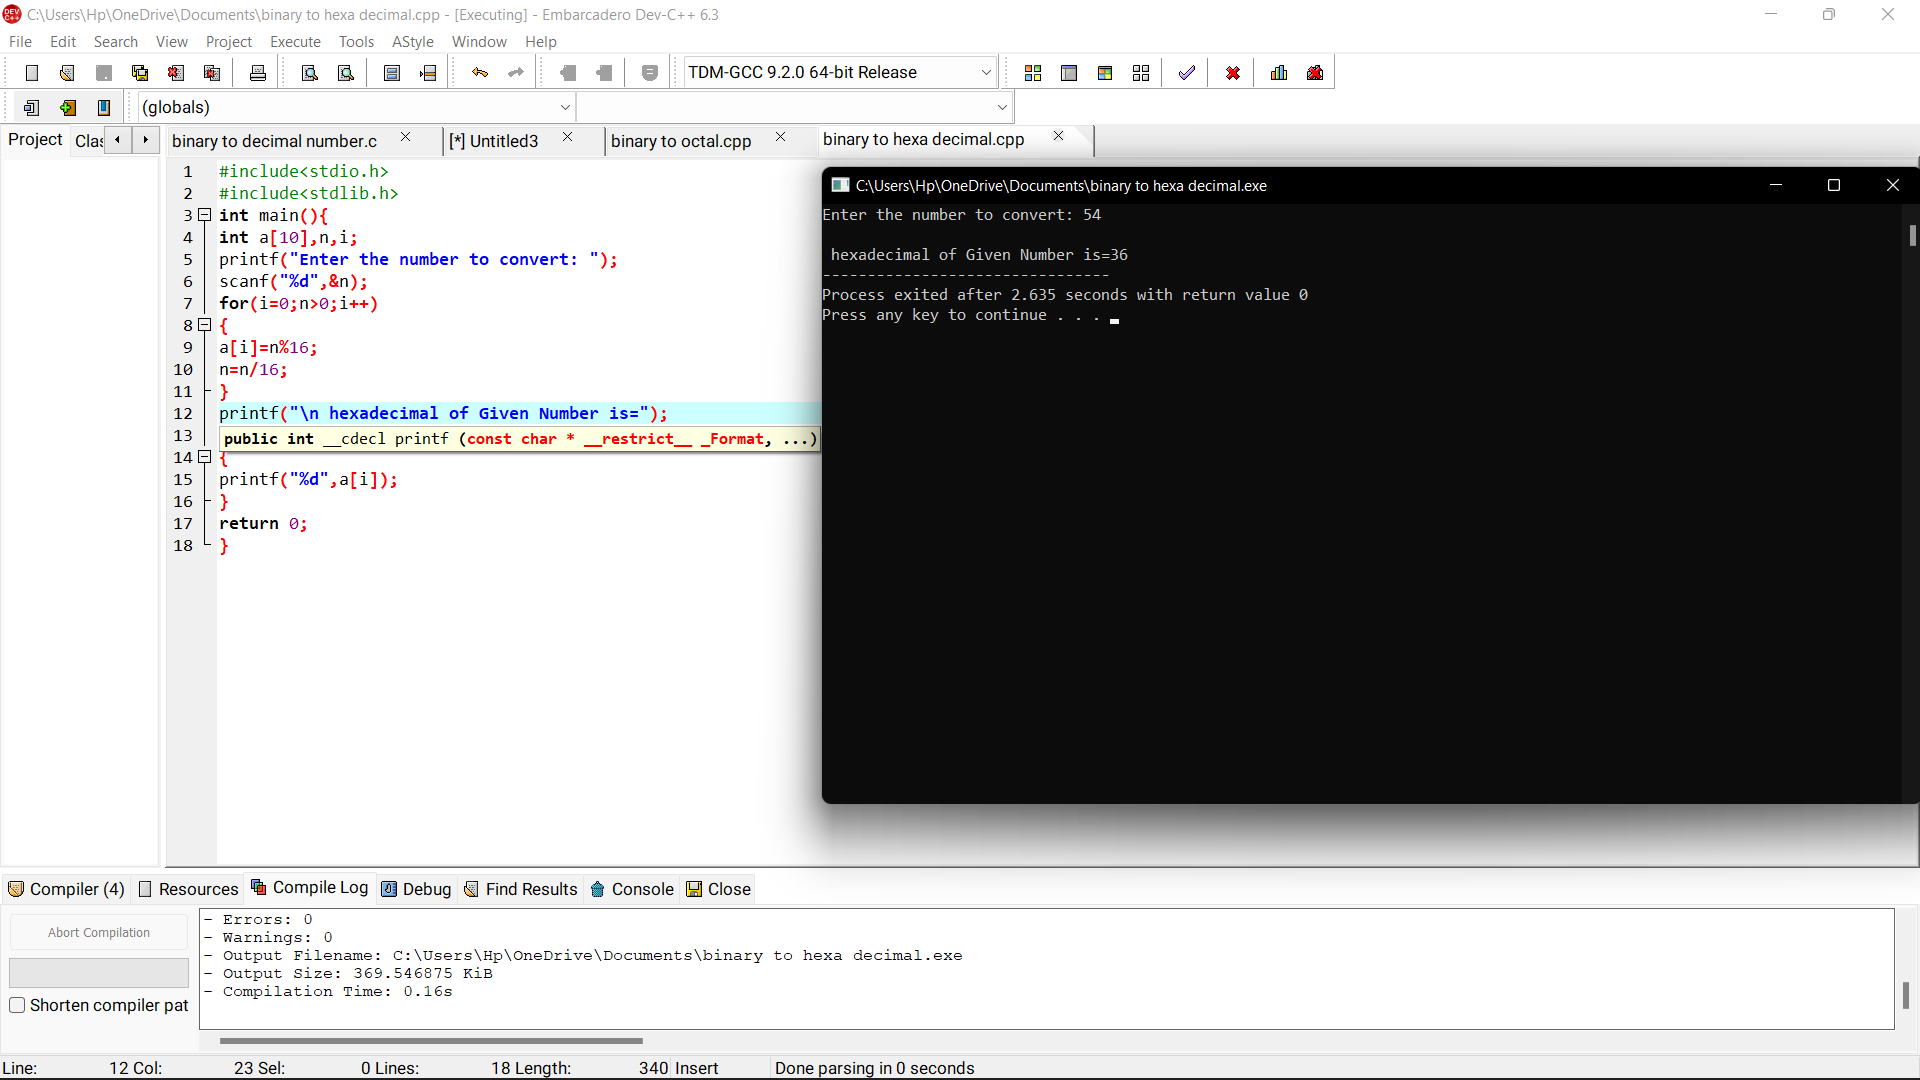 C:\Users\Hp\OneDrive\Documents\binary to hexa decimal.cpp - [Executing] - Embarcadero Dev-C++ 6.3
File Edit Search View Project Execute Tools AStyle Window Help
TDM-GCC 9.2.0 64-bit Release
(globals)
Project Clas binary to decimal number.c [*] Untitled3 binary to octal.cpp binary to hexa decimal.cpp
1 #include<stdio.h>
2 #include<stdlib.h>
3 int main(){
4 int a[10],n,i;
5 printf("Enter the number to convert: ");
6 scanf("%d",&n);
7 for(i=0;n>0;i++)
8 {
9 a[i]=n%16;
10 n=n/16;
11 }
12 printf("\n hexadecimal of Given Number is=");
13
public int __cdecl printf (const char * __restrict__ _Format, ...)
14 {
15 printf("%d",a[i]);
16 }
17 return 0;
18 }
C:\Users\Hp\OneDrive\Documents\binary to hexa decimal.exe
Enter the number to convert: 54
hexadecimal of Given Number is=36
--------------------------------
Process exited after 2.635 seconds with return value 0
Press any key to continue . . .
Compiler (4) Resources Compile Log Debug Find Results Console Close
Abort Compilation
Shorten compiler pat
- Errors: 0
- Warnings: 0
- Output Filename: C:\Users\Hp\OneDrive\Documents\binary to hexa decimal.exe
- Output Size: 369.546875 KiB
- Compilation Time: 0.16s
Line: 12 Col: 23 Sel: 0 Lines: 18 Length: 340 Insert Done parsing in 0 seconds